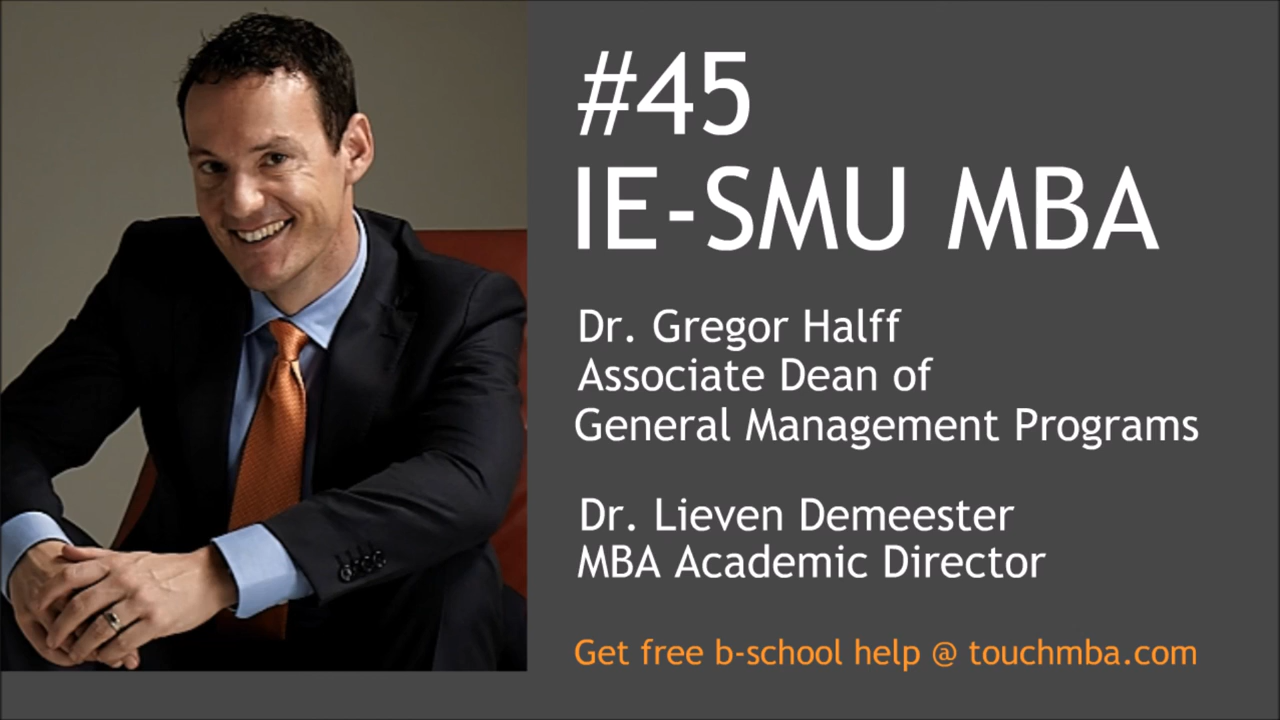 #45
IE-SMU MBA
Dr. Gregor Halff
Associate Dean of
General Management Programs
Dr. Lieven Demeester
MBA Academic Director
Get free b-school help @ touchmba.com